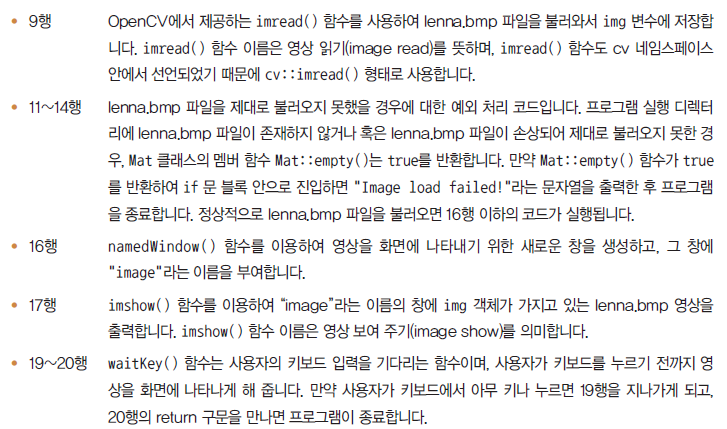 • 9행 OpenCV에서 제공하는 imread() 함수를 사용하여 lenna.bmp 파일을 불러와서 img 변수에 저장합
니다. imread() 함수 이름은 영상 읽기(image read)를 뜻하며, imread() 함수도 cv 네임스페이스
안에서 선언되었기 때문에 cv::imread() 형태로 사용합니다.
• 11~14행 lenna.bmp 파일을 제대로 불러오지 못했을 경우에 대한 예외 처리 코드입니다. 프로그램 실행 디렉터
리에 lenna.bmp 파일이 존재하지 않거나 혹은 lenna.bmp 파일이 손상되어 제대로 불러오지 못한 경
우, Mat 클래스의 멤버 함수 Mat::empty()는 true를 반환합니다. 만약 Mat::empty() 함수가 true
를 반환하여 if 문 블록 안으로 진입하면 "Image load failed!"라는 문자열을 출력한 후 프로그램
을 종료합니다. 정상적으로 lenna.bmp 파일을 불러오면 16행 이하의 코드가 실행됩니다.
• 16행 namedWindow() 함수를 이용하여 영상을 화면에 나타내기 위한 새로운 창을 생성하고, 그 창에
"image"라는 이름을 부여합니다.
• 17행 imshow() 함수를 이용하여 “image”라는 이름의 창에 img 객체가 가지고 있는 lenna.bmp 영상을
출력합니다. imshow() 함수 이름은 영상 보여 주기(image show)를 의미합니다.
• 19~20행 waitKey() 함수는 사용자의 키보드 입력을 기다리는 함수이며, 사용자가 키보드를 누르기 전까지 영
상을 화면에 나타나게 해 줍니다. 만약 사용자가 키보드에서 아무 키나 누르면 19행을 지나가게 되고,
20행의 return 구문을 만나면 프로그램이 종료합니다.